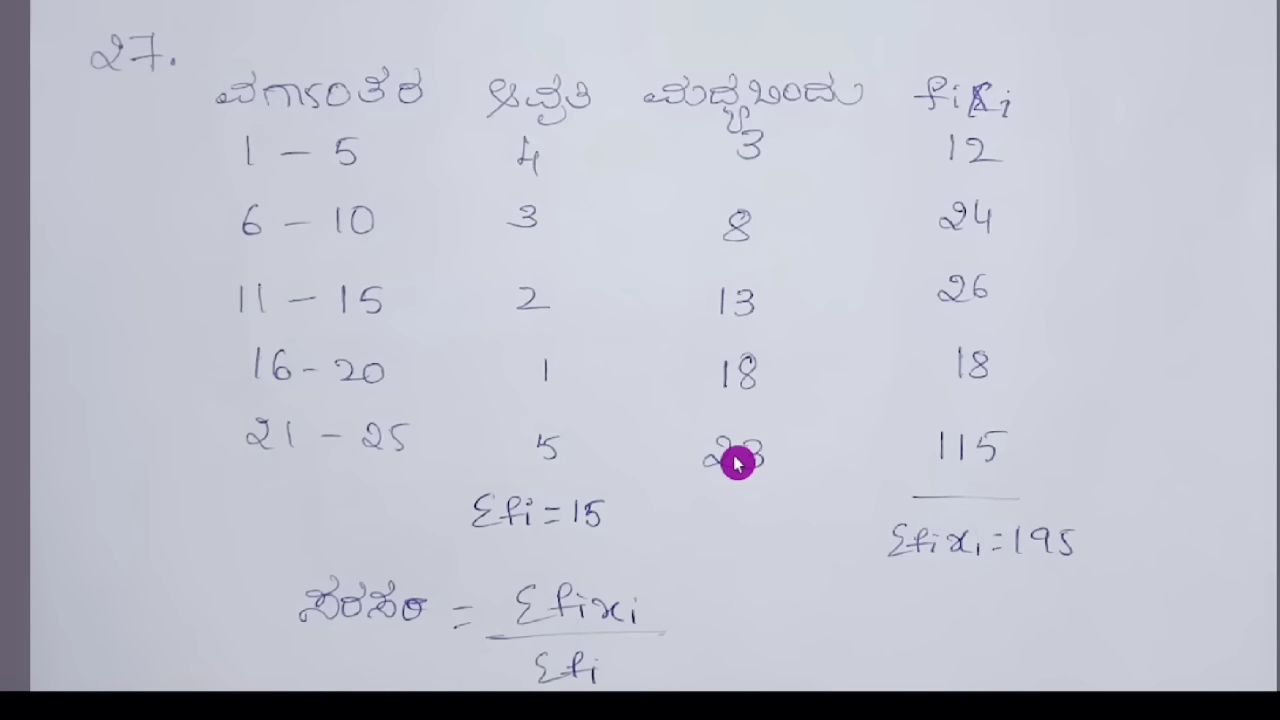 27.
ವರ್ಗಾಂತರ ಆವೃತಿ ಮಧ್ಯಬಿಂದು fixi
1 - 5 4 3 12
6 - 10 3 8 24
11 - 15 2 13 26
16 - 20 1 18 18
21 - 25 5 23 115
Σfi = 15
Σfixi = 195
ಸರಾಸರಿ = Σfixi
Σfi